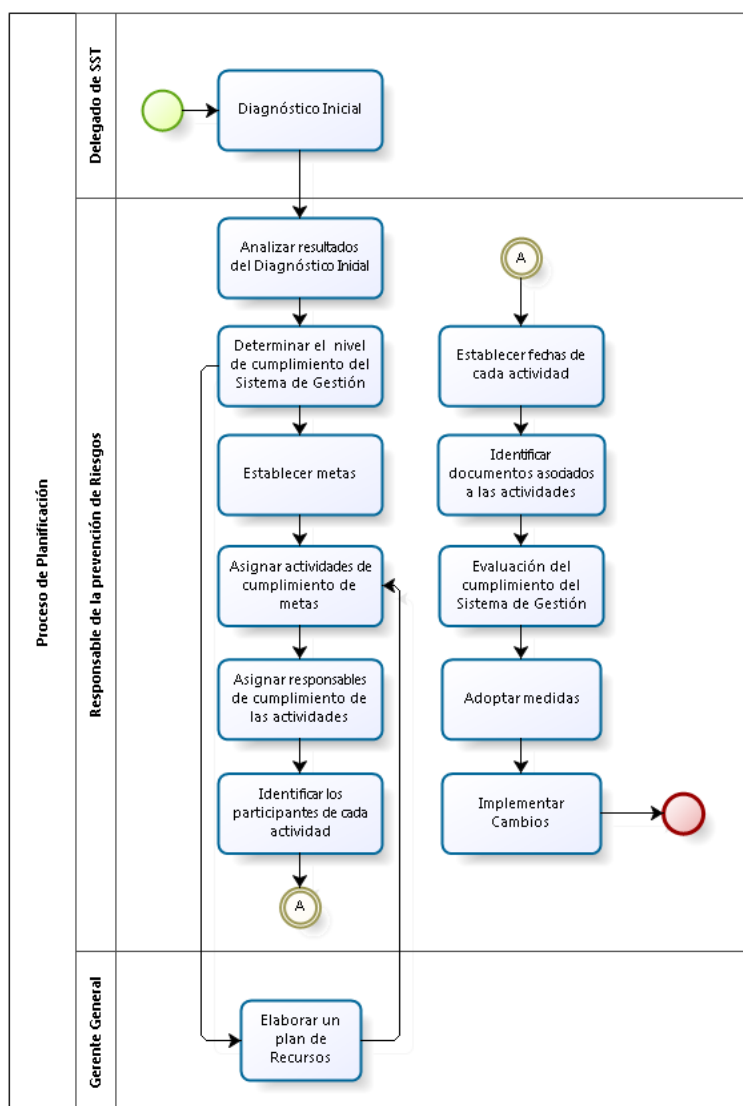 Proceso de Planificación
Delegado de SST
Diagnóstico Inicial
Responsable de la prevención de Riesgos
Analizar resultados
del Diagnóstico Inicial
Determinar el nivel
de cumplimiento del
Sistema de Gestión
Establecer metas
Asignar actividades de
cumplimiento de
metas
Asignar responsables
de cumplimiento de
las actividades
Identificar los
participantes de cada
actividad
A
A
Establecer fechas de
cada actividad
Identificar
documentos asociados
a las actividades
Evaluación del
cumplimiento del
Sistema de Gestión
Adoptar medidas
Implementar
Cambios
Gerente General
Elaborar un
plan de
Recursos